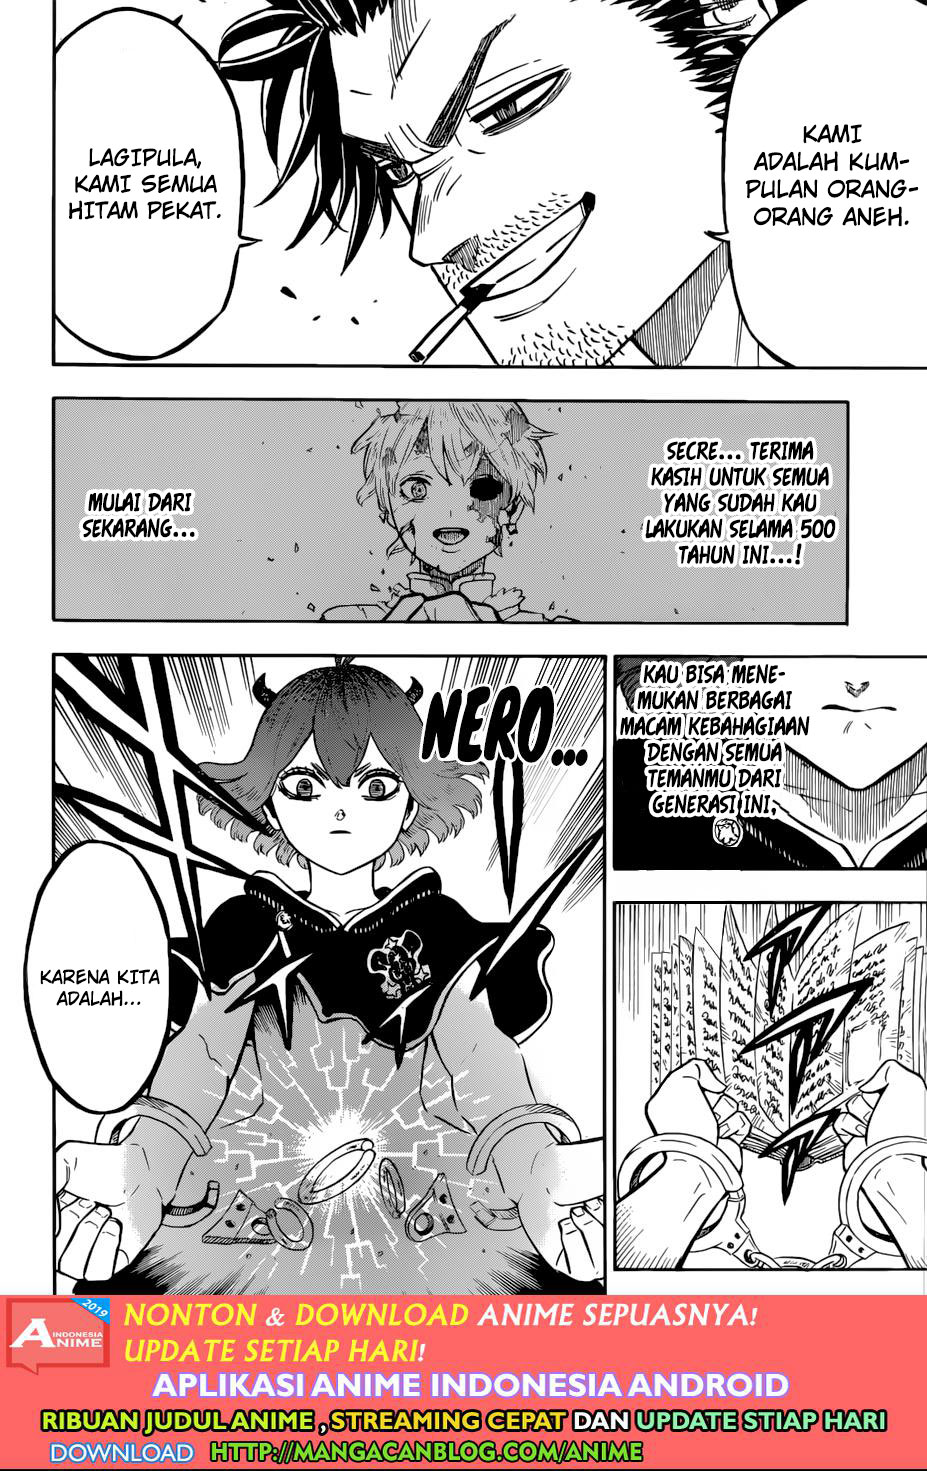 KAMI
ADALAH KUM-
PULAN ORANG-
ORANG ANEH.
LAGIPULA,
KAMI SEMUA
HITAM PEKAT.
SECRE... TERIMA
KASIH UNTUK SEMUA
YANG SUDAH KAU
LAKUKAN SELAMA 500
TAHUN INI...!
MULAI DARI
SEKARANG...
KAU BISA MENE-
MUKAN BERBAGAI
MACAM KEBAHAGIAAN
DENGAN SEMUA
TEMANMU DARI
GENERASI INI,
NERO...
KARENA KITA
ADALAH...
2019
INDONESIA
ANIME
NONTON & DOWNLOAD ANIME SEPUASNYA!
UPDATE SETIAP HARI!
APLIKASI ANIME INDONESIA ANDROID
RIBUAN JUDUL ANIME , STREAMING CEPAT DAN UPDATE STIAP HARI
DOWNLOAD HTTP://MANGACANBLOG.COM/ANIME